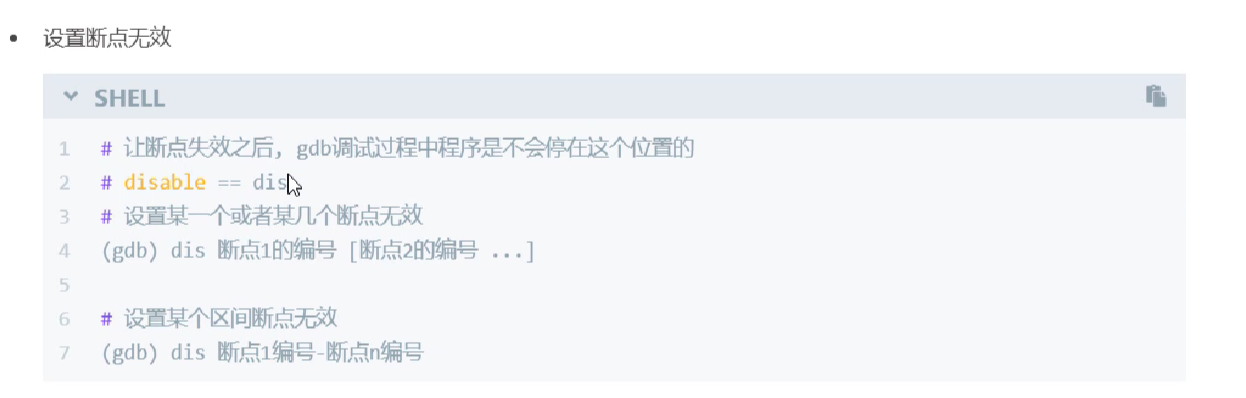 设置断点无效
SHELL
1 # 让断点失效之后, gdb调试过程中程序是不会停在这个位置的
2 # disable == dis
3 # 设置某一个或者某几个断点无效
4 (gdb) dis 断点1的编号 [断点2的编号 ...]
5
6 # 设置某个区间断点无效
7 (gdb) dis 断点1编号-断点n编号